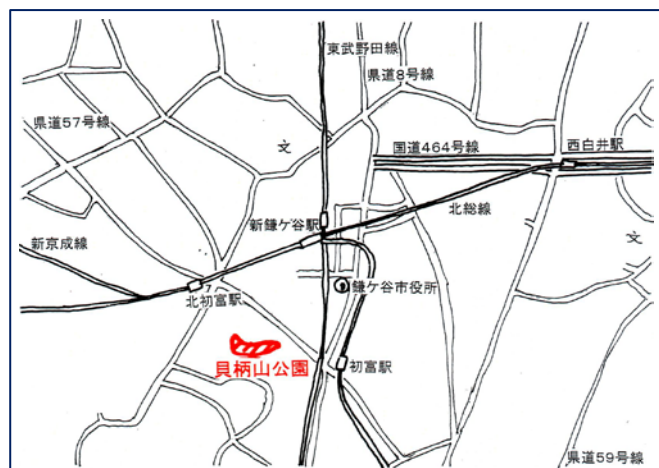 東武野田線
県道8号線
県道57号線
文
国道464号線
西白井駅
新鎌ケ谷駅
北総線
新京成線
文
北初富駅
鎌ケ谷市役所
貝柄山公園
初富駅
県道59号線